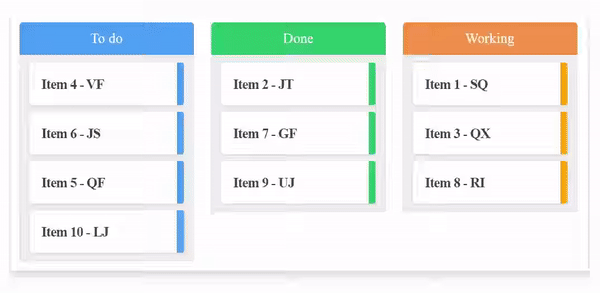 To do
Item 4 - VF
Item 6 - JS
Item 5 - QF
Item 10 - LJ
Done
Item 2 - JT
Item 7 - GF
Item 9 - UJ
Working
Item 1 - SQ
Item 3 - QX
Item 8 - RI